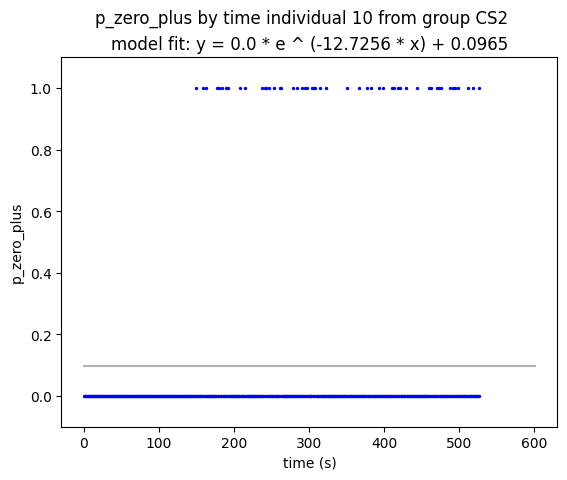 p_zero_plus by time individual 10 from group CS2
model fit: y = 0.0 * e ^ (-12.7256 * x) + 0.0965
1.0
0.8
0.6
0.4
0.2
0.0
p_zero_plus
0 100 200 300 400 500 600
time (s)